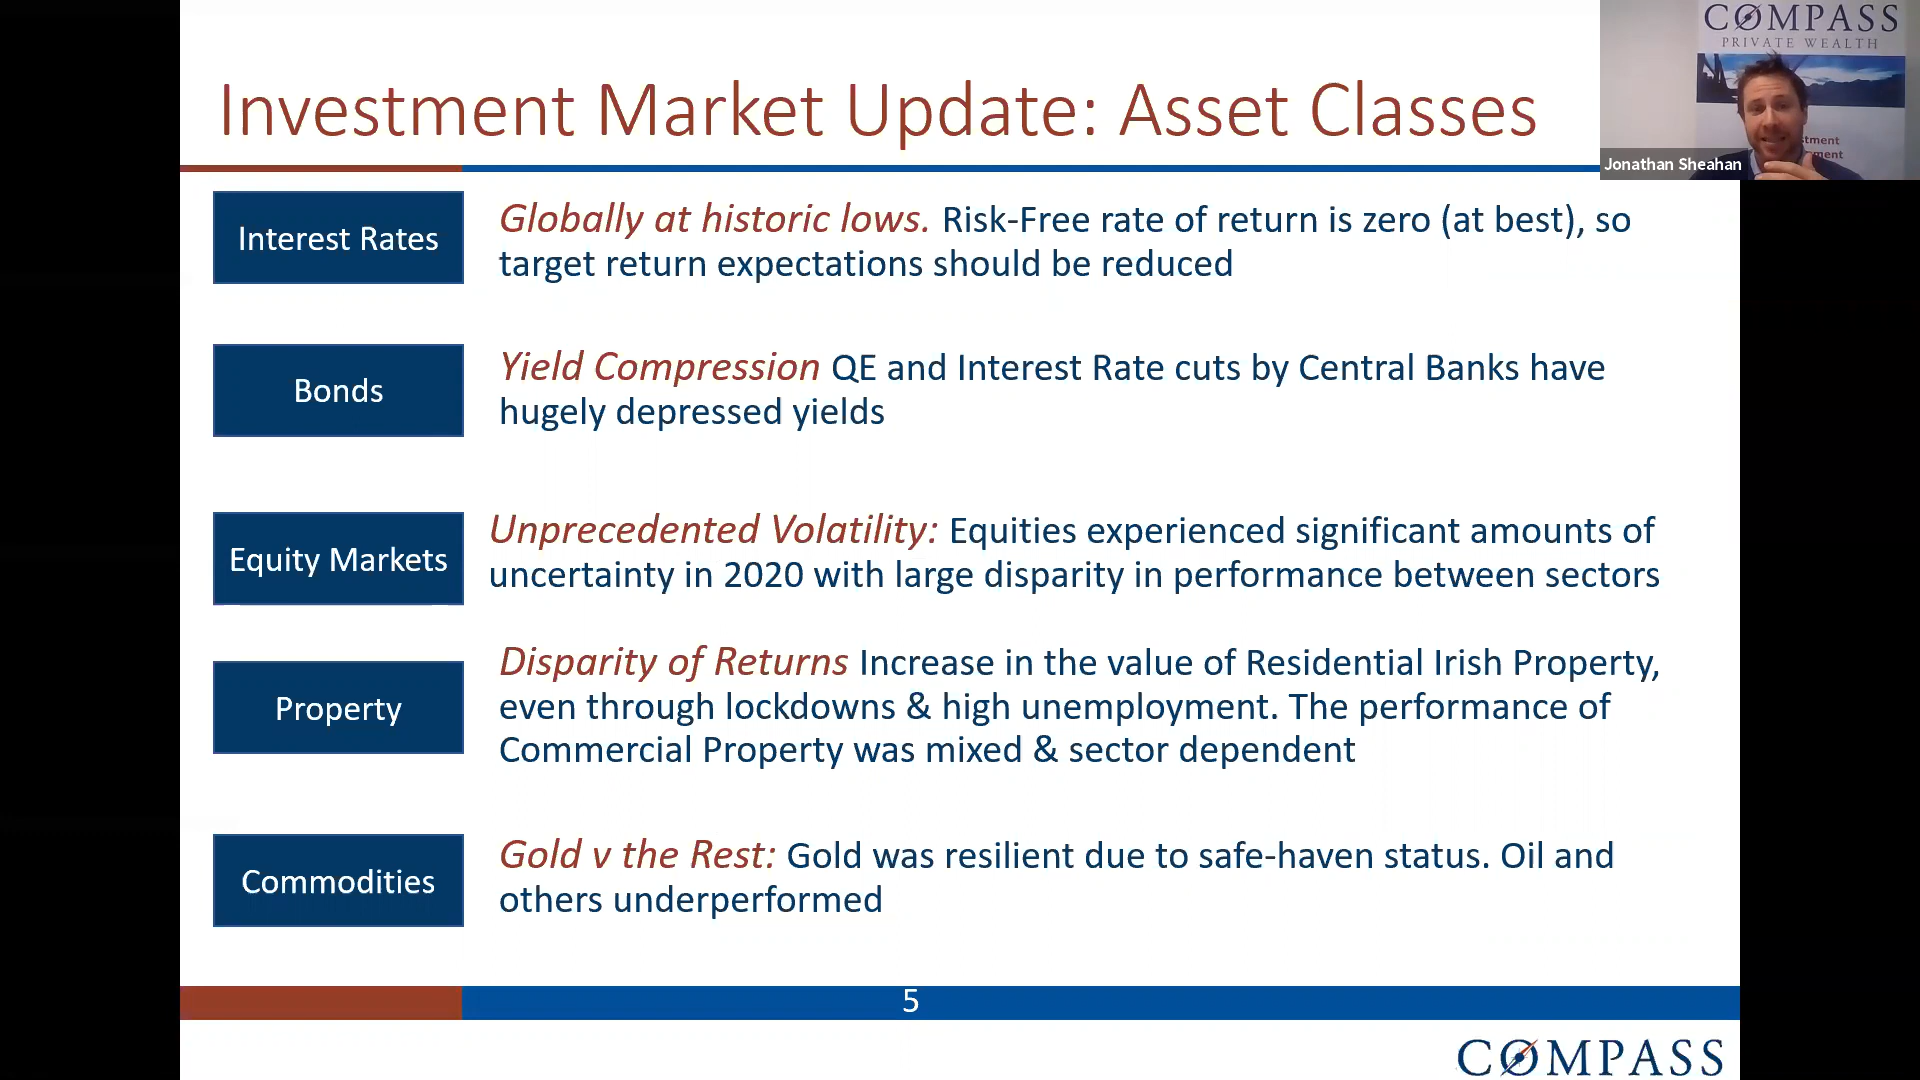 Investment Market Update: Asset Classes
COMPASS
PRIVATE WEALTH
stment
ment
Jonathan Sheahan
Interest Rates
Globally at historic lows. Risk-Free rate of return is zero (at best), so
target return expectations should be reduced
Bonds
Yield Compression QE and Interest Rate cuts by Central Banks have
hugely depressed yields
Equity Markets
Unprecedented Volatility: Equities experienced significant amounts of
uncertainty in 2020 with large disparity in performance between sectors
Property
Disparity of Returns Increase in the value of Residential Irish Property,
even through lockdowns & high unemployment. The performance of
Commercial Property was mixed & sector dependent
Commodities
Gold v the Rest: Gold was resilient due to safe-haven status. Oil and
others underperformed
5
COMPASS